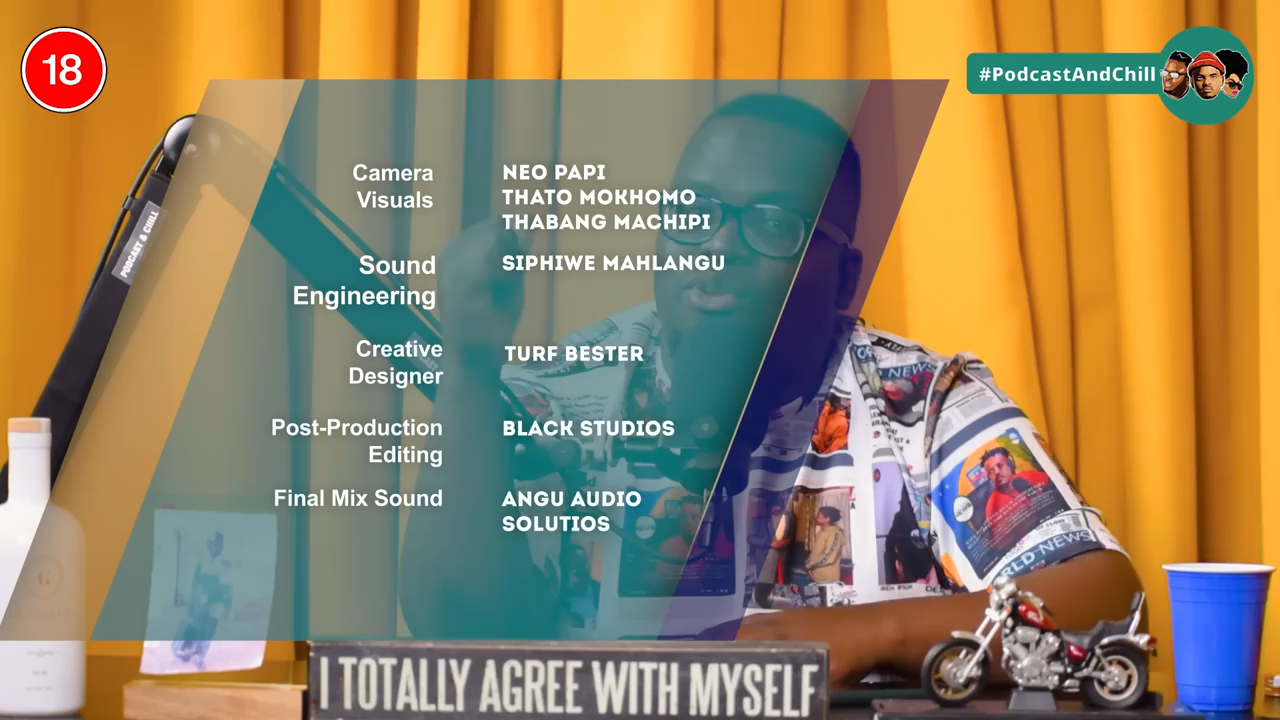 18
#PodcastAndChill
PODCAST & CHILL
Camera
Visuals
NEO PAPI
THATO MOKHOMO
THABANG MACHIPI
Sound
Engineering
SIPHIWE MAHLANGU
Creative
Designer
TURF BESTER
Post-Production
Editing
BLACK STUDIOS
Final Mix Sound
ANGU AUDIO
SOLUTIOS
NEWS
I TOTALLY AGREE WITH MYSELF